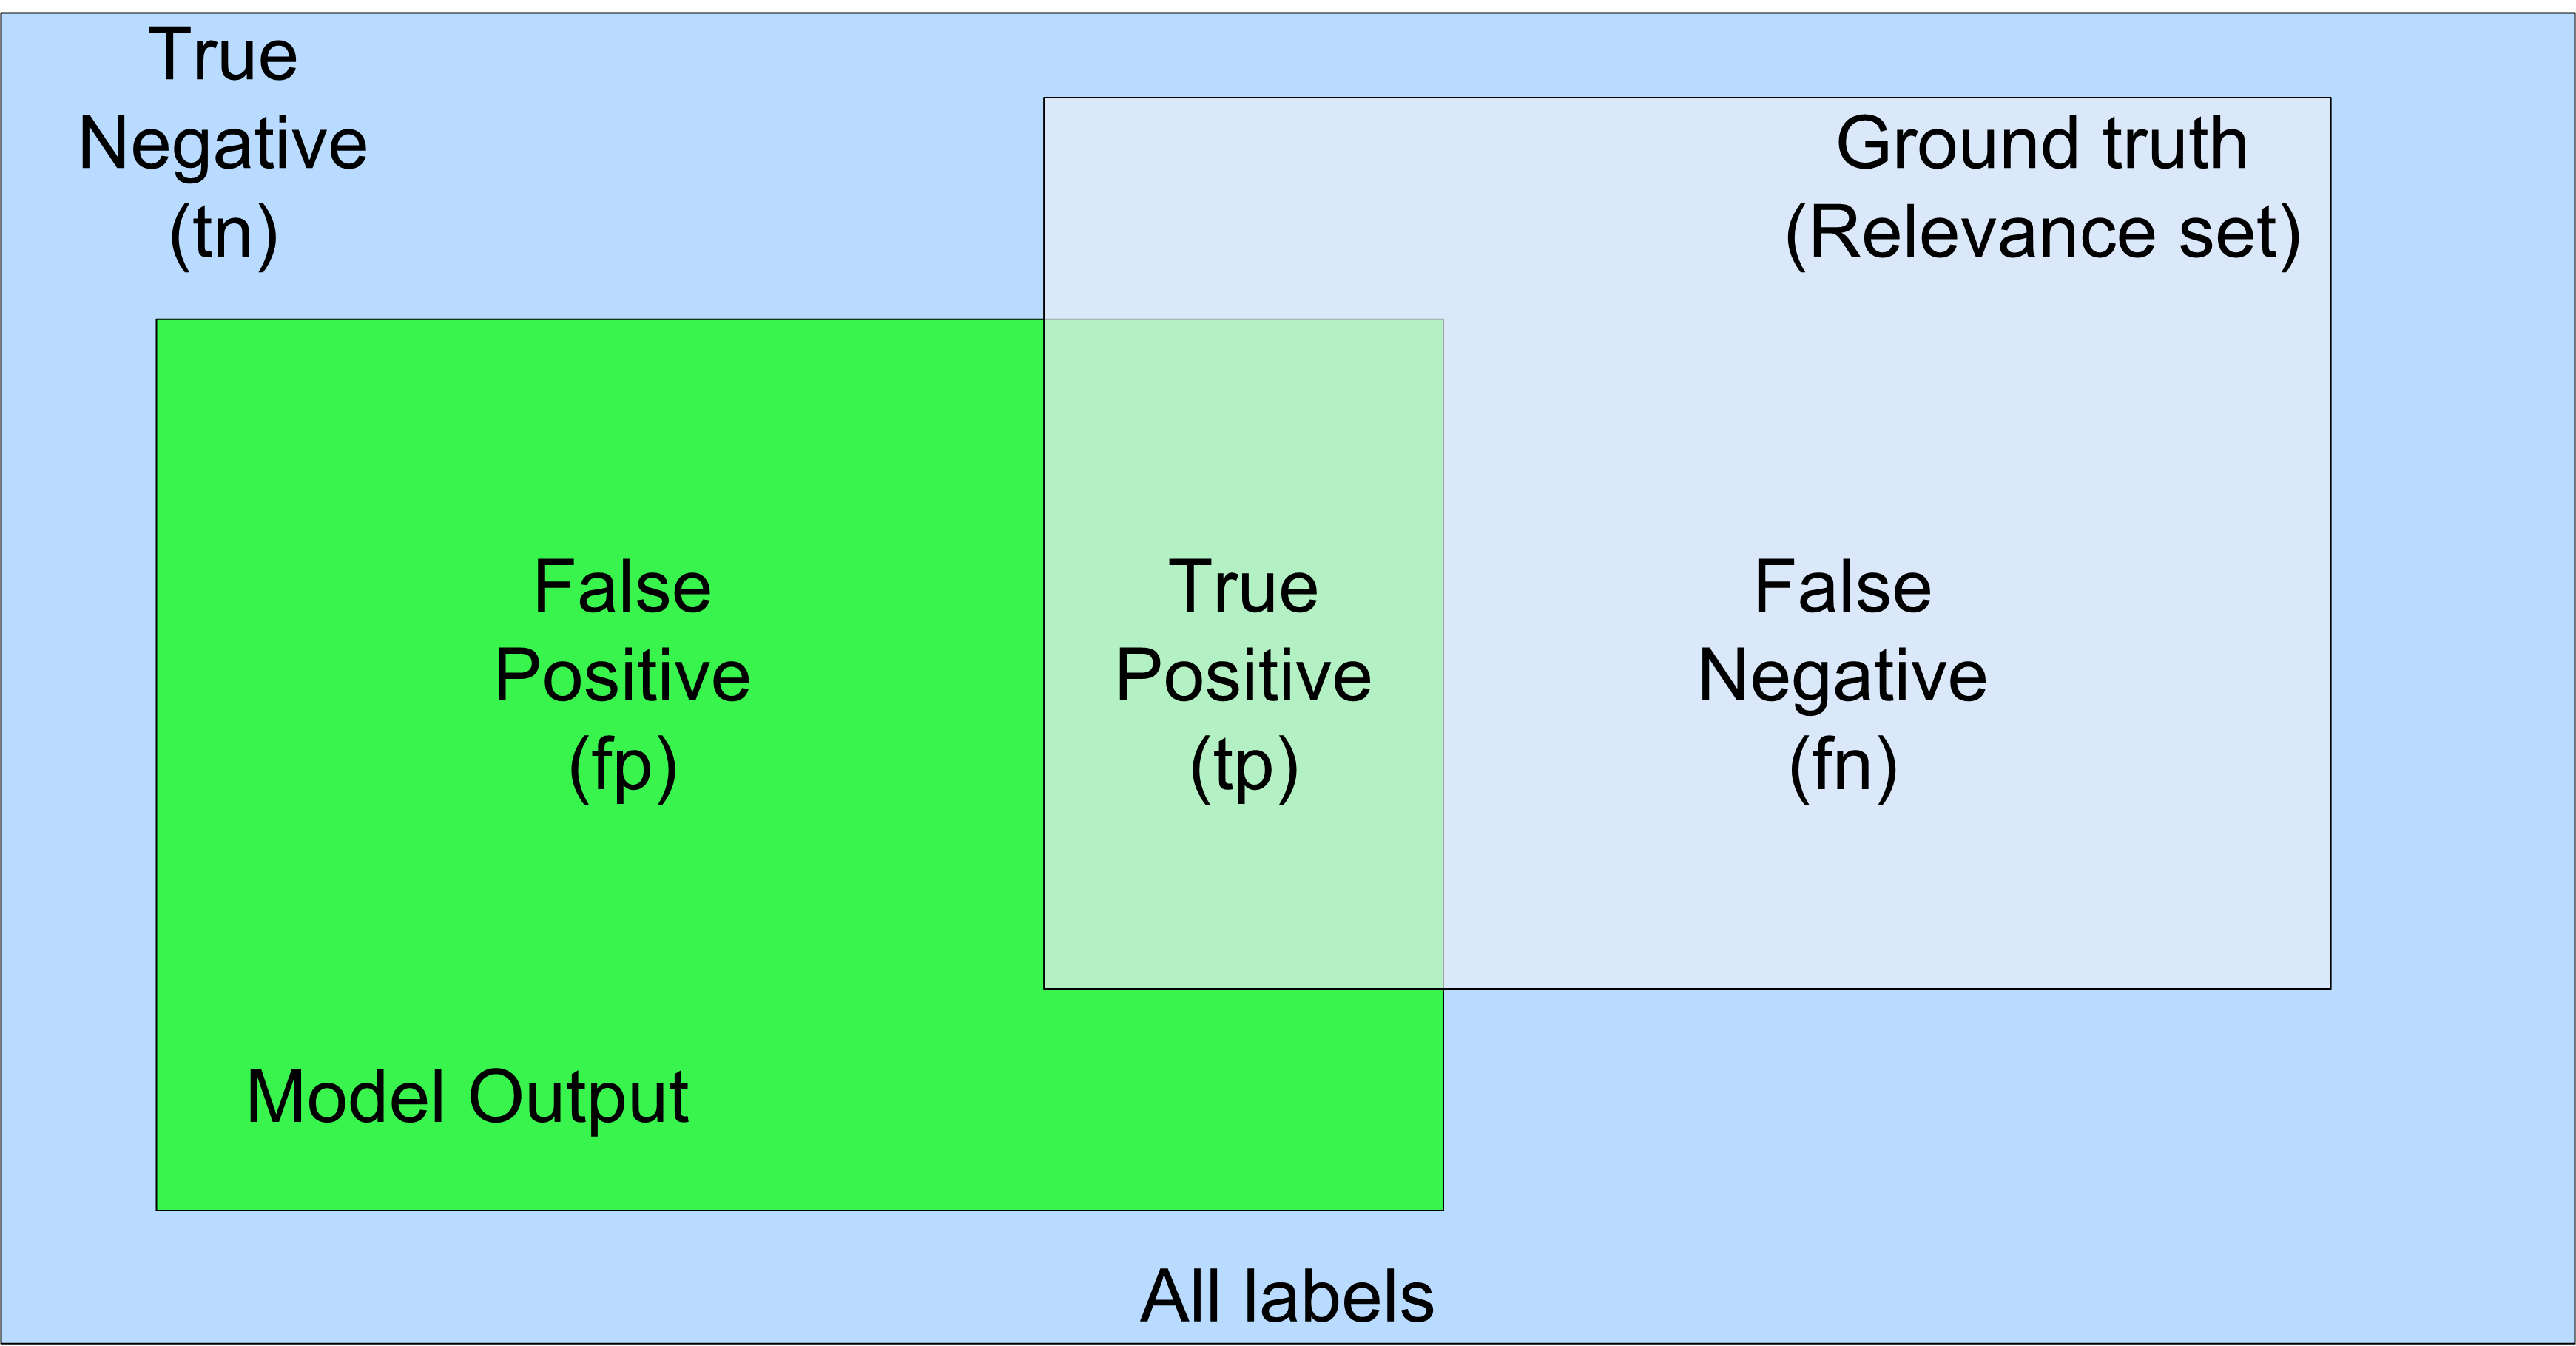 True
Negative
(tn)
Ground truth
(Relevance set)
False
Positive
(fp)
True
Positive
(tp)
False
Negative
(fn)
Model Output
All labels